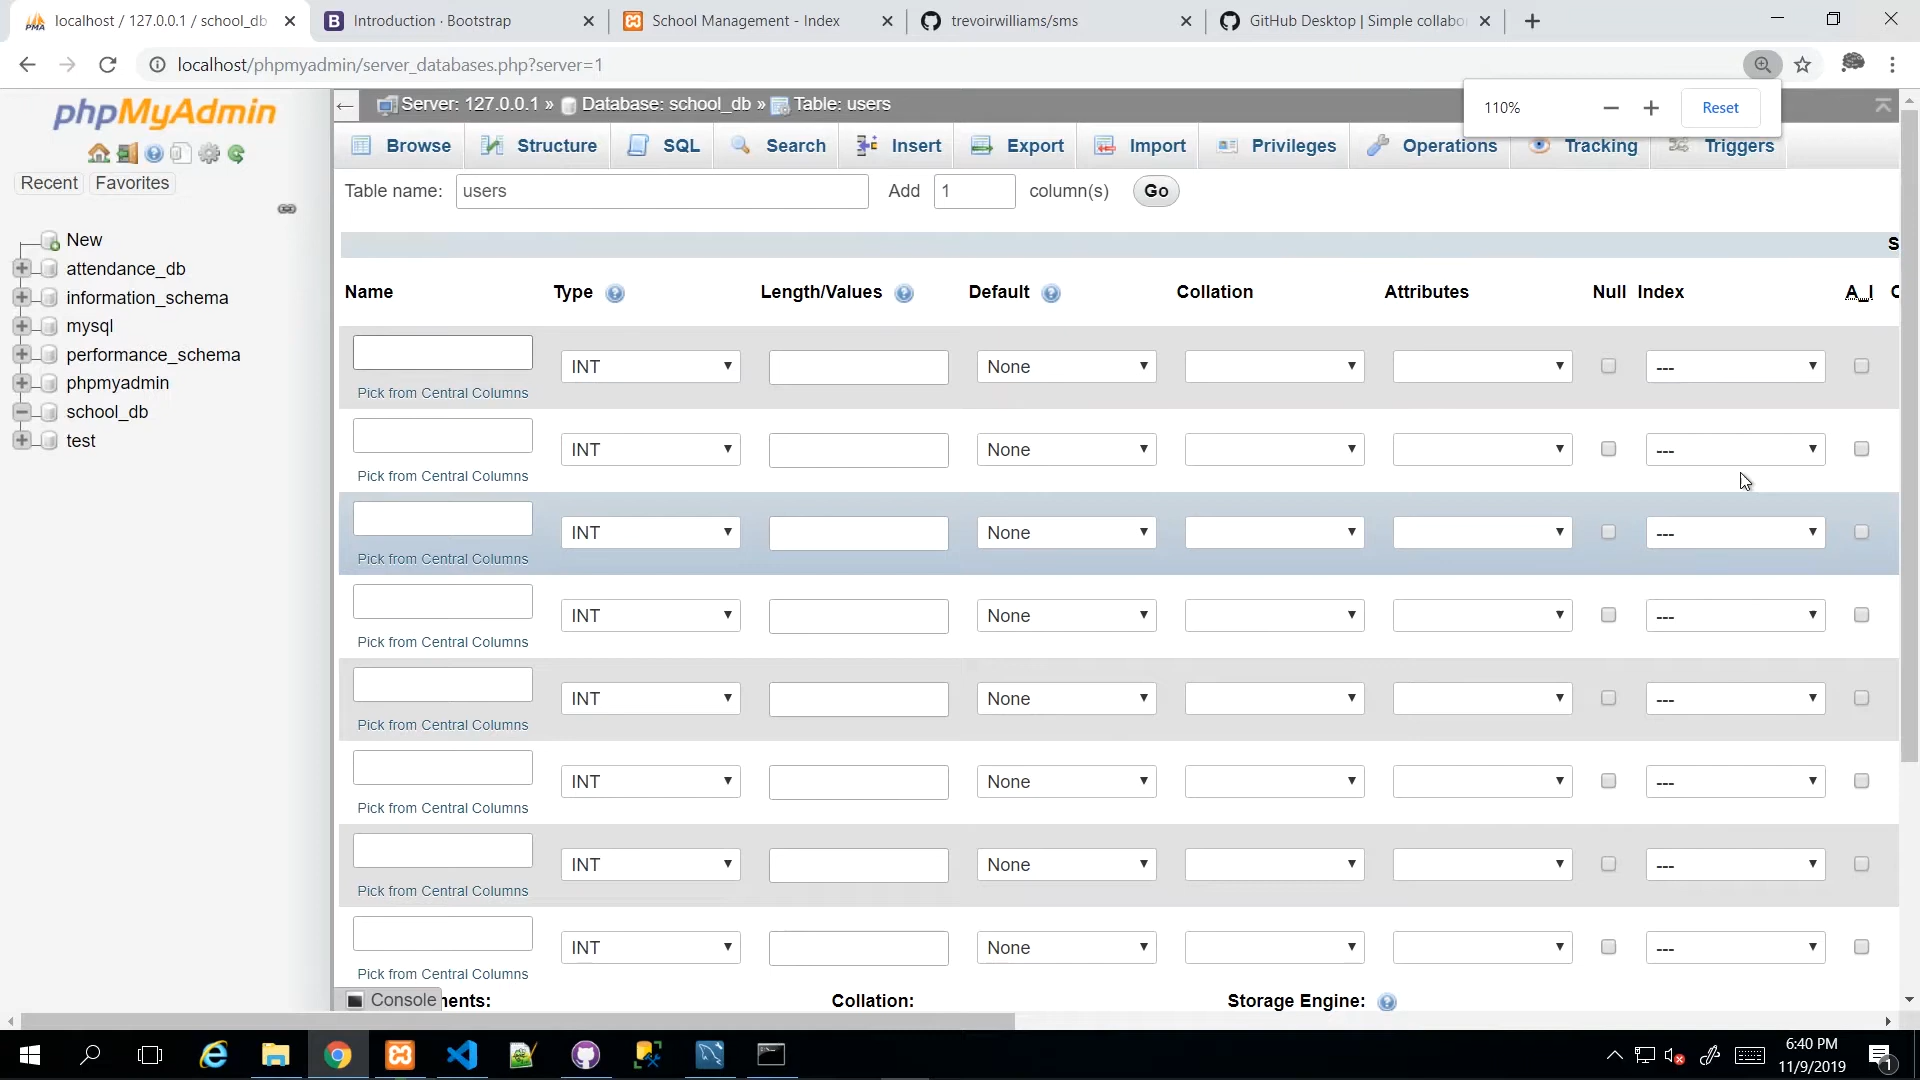 localhost / 127.0.0.1 / school_db
Introduction · Bootstrap
School Management - Index
trevoirwilliams/sms
GitHub Desktop | Simple collabo
localhost/phpmyadmin/server_databases.php?server=1
110%
Reset
phpMyAdmin
Server: 127.0.0.1 » Database: school_db » Table: users
Browse Structure SQL Search Insert Export Import Privileges Operations Tracking Triggers
Recent Favorites
Table name: users Add 1 column(s) Go
New
attendance_db
information_schema
mysql
performance_schema
phpmyadmin
school_db
test
S
Name Type Length/Values Default Collation Attributes Null Index A_I C
INT None ---
Pick from Central Columns
INT None ---
Pick from Central Columns
INT None ---
Pick from Central Columns
INT None ---
Pick from Central Columns
INT None ---
Pick from Central Columns
INT None ---
Pick from Central Columns
INT None ---
Pick from Central Columns
INT None ---
Pick from Central Columns
Console nents: Collation: Storage Engine:
6:40 PM
11/9/2019
1